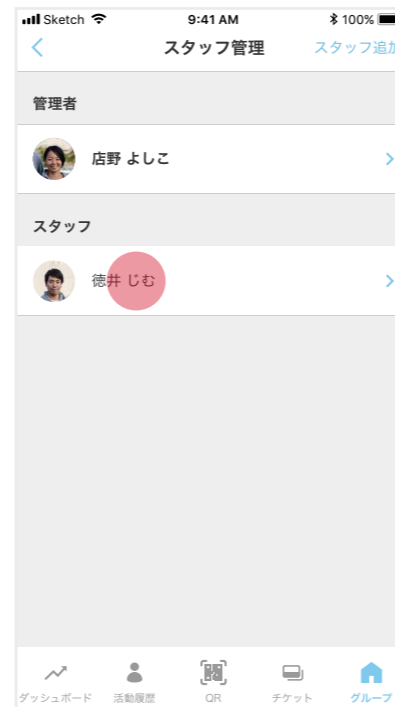 Sketch 9:41 AM 100%
スタッフ管理 スタッフ追加
管理者
店野 よしこ
スタッフ
徳井 じむ
ダッシュボード 活動履歴 QR チケット グループ